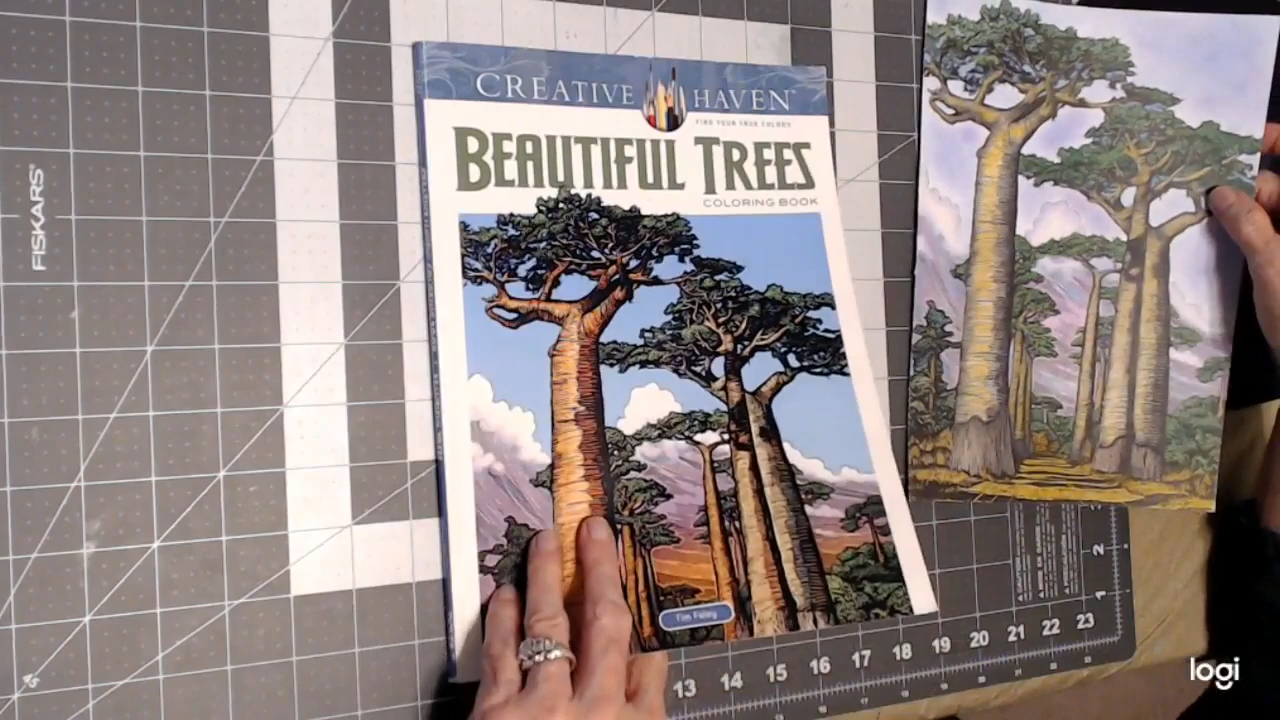 FISKARS®
CREATIVE HAVEN™
FIND YOUR TRUE COLORS
BEAUTIFUL TREES
COLORING BOOK
Tim Foley
13 14 15 16 17 18 19 20 21 22 23
2
1
logi